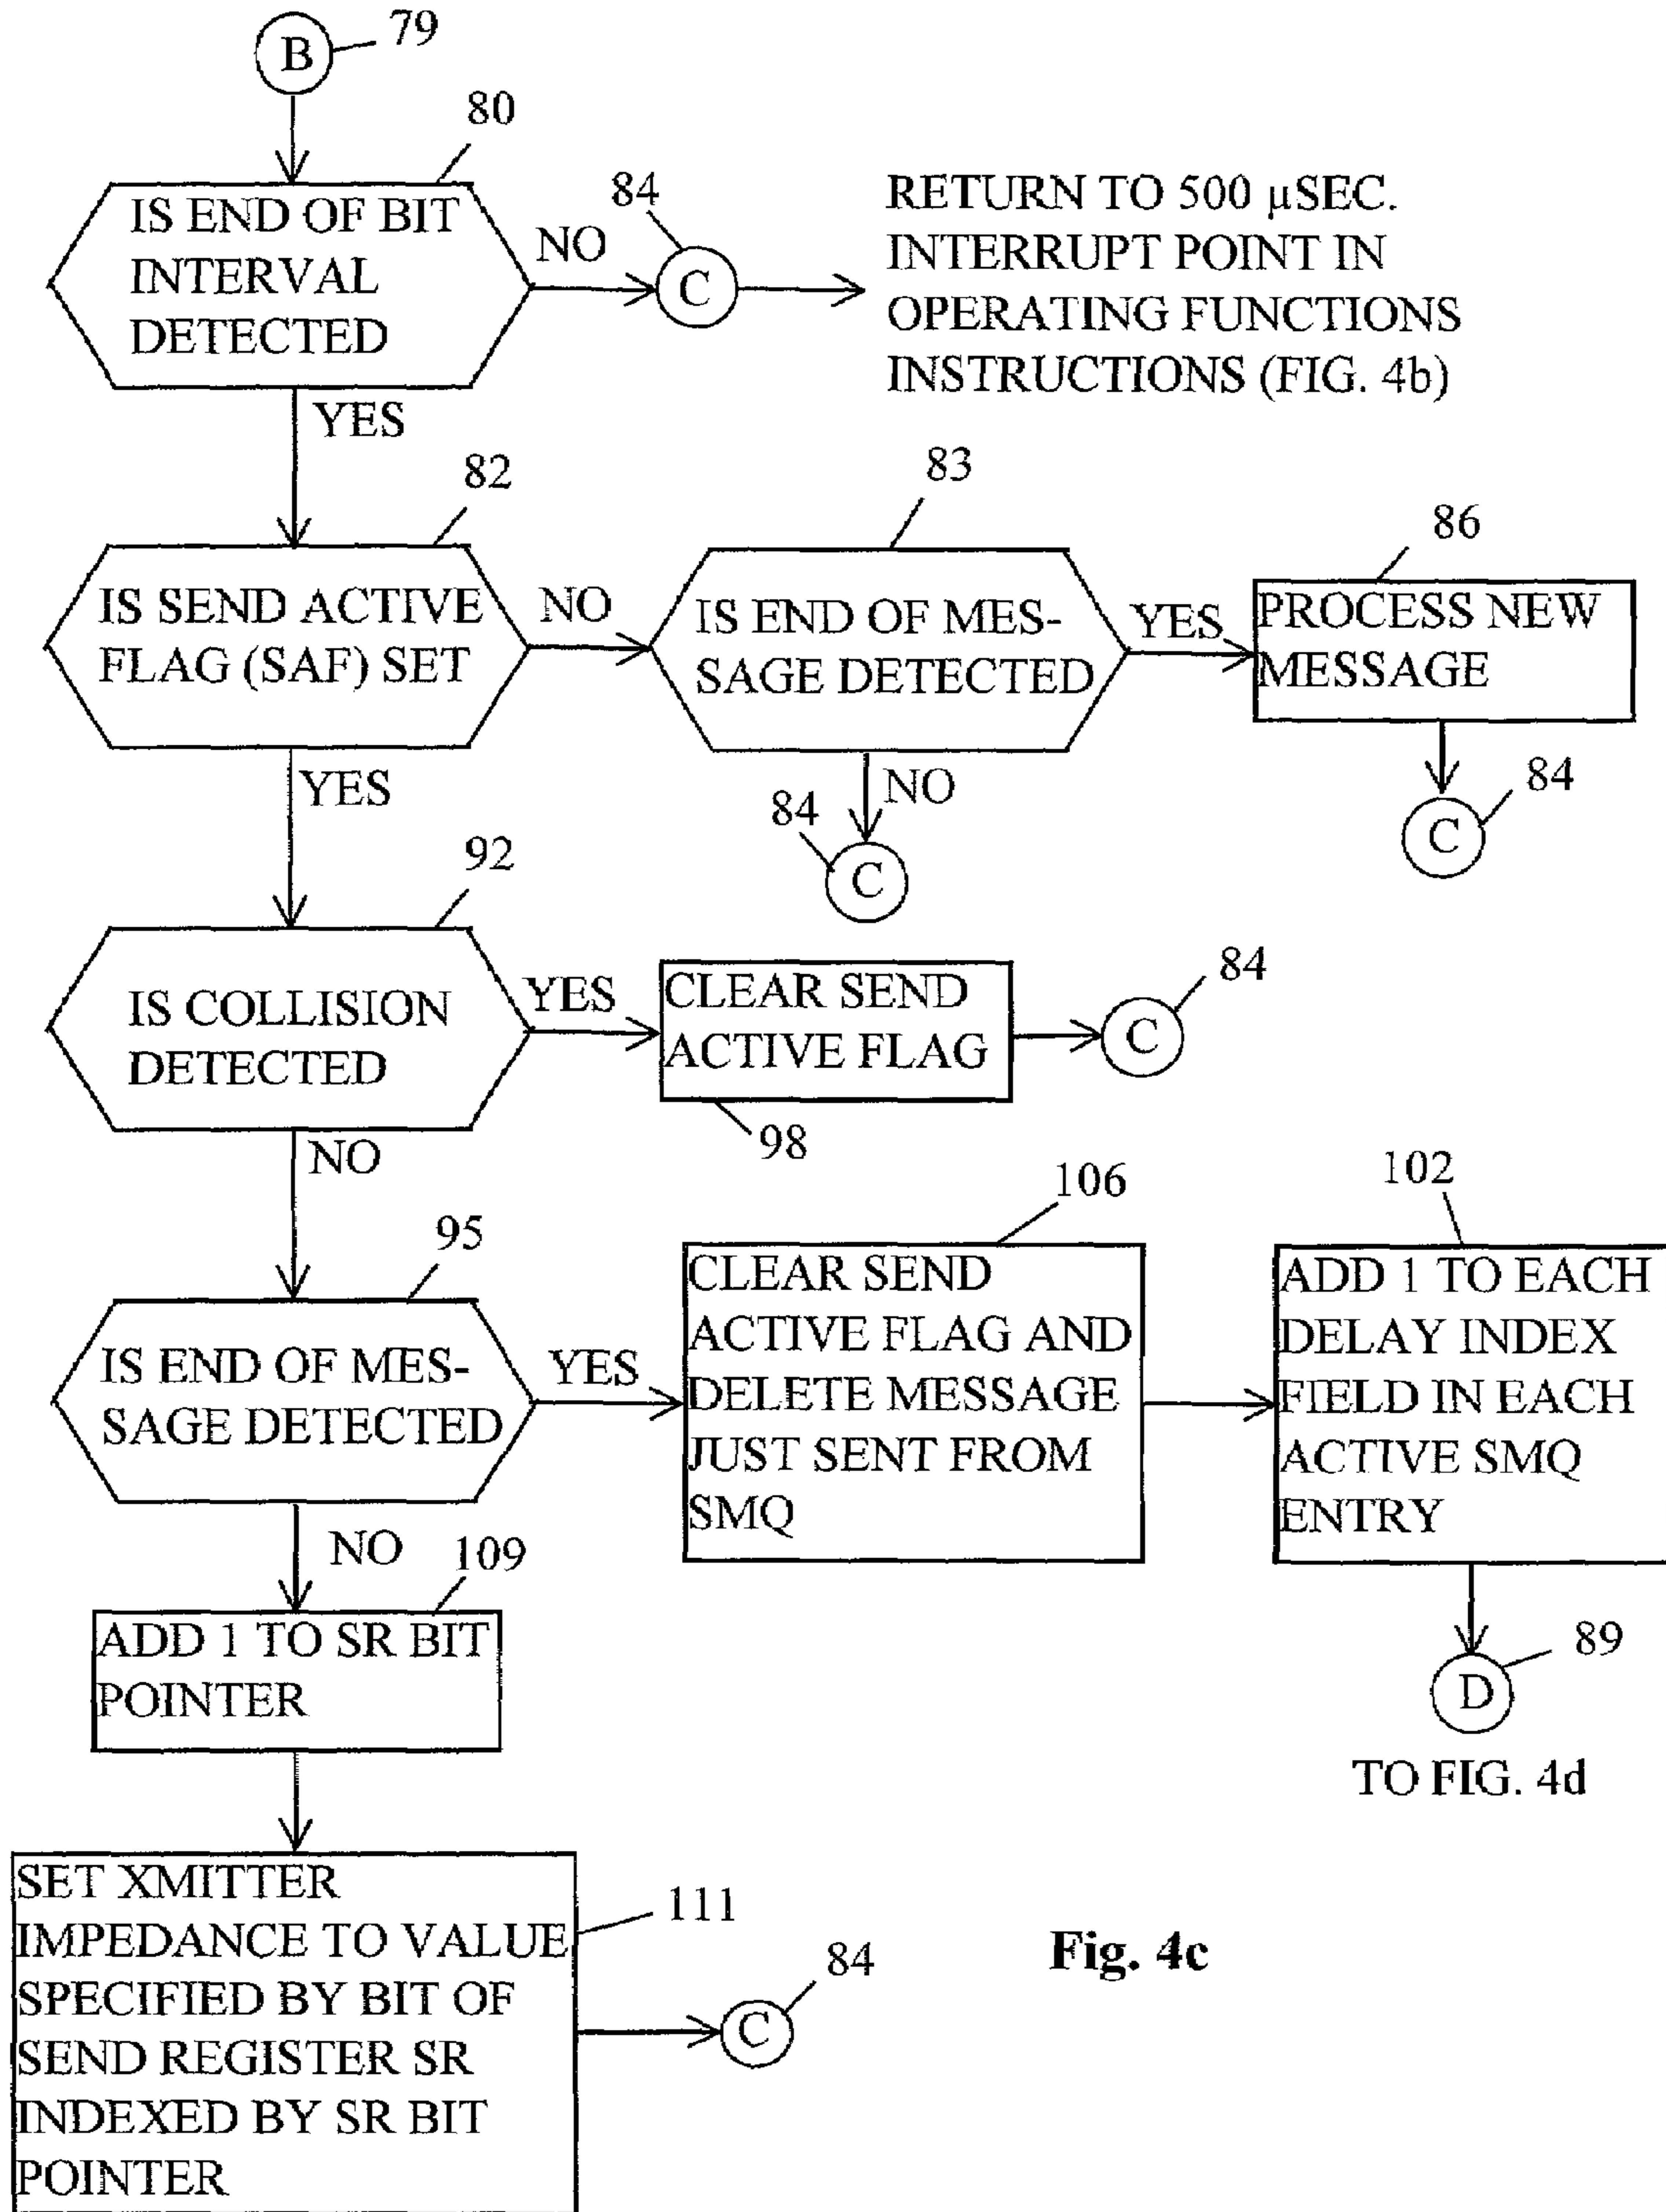 B
79
80
IS END OF BIT
INTERVAL
DETECTED
NO
84
C
RETURN TO 500 µSEC.
INTERRUPT POINT IN
OPERATING FUNCTIONS
INSTRUCTIONS (FIG. 4b)
YES
82
IS SEND ACTIVE
FLAG (SAF) SET
NO
83
IS END OF MES-
SAGE DETECTED
YES
86
PROCESS NEW
MESSAGE
84
C
NO
84
C
YES
92
IS COLLISION
DETECTED
YES
CLEAR SEND
ACTIVE FLAG
98
84
C
NO
95
IS END OF MES-
SAGE DETECTED
YES
106
CLEAR SEND
ACTIVE FLAG AND
DELETE MESSAGE
JUST SENT FROM
SMQ
102
ADD 1 TO EACH
DELAY INDEX
FIELD IN EACH
ACTIVE SMQ
ENTRY
89
D
TO FIG. 4d
NO
109
ADD 1 TO SR BIT
POINTER
SET XMITTER
IMPEDANCE TO VALUE
SPECIFIED BY BIT OF
SEND REGISTER SR
INDEXED BY SR BIT
POINTER
111
84
C
Fig. 4c